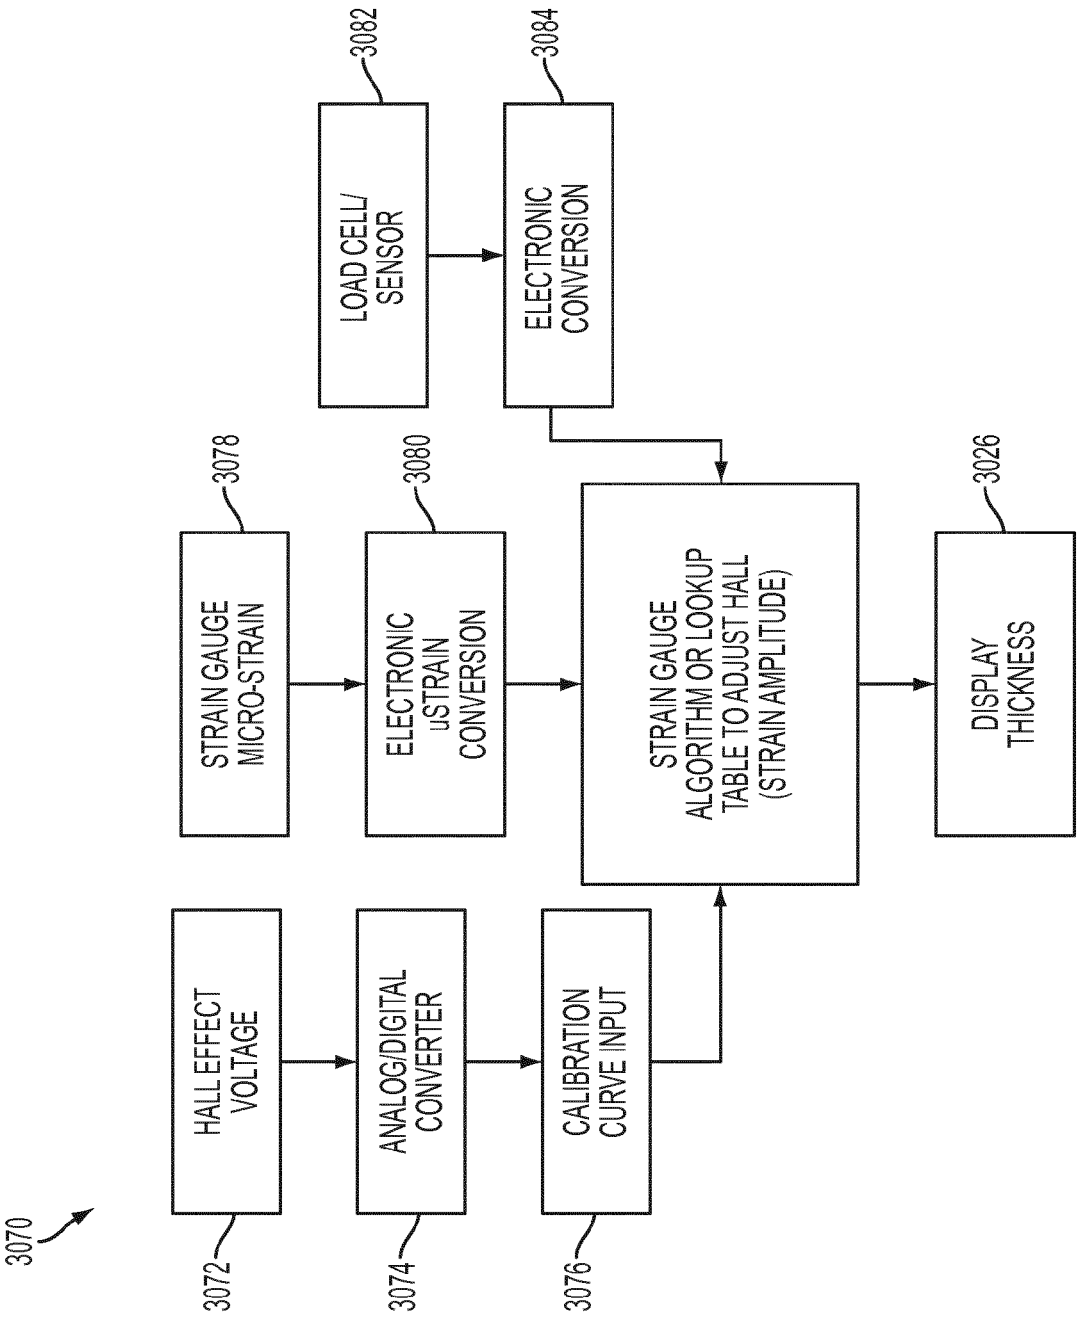 3070
3072
HALL EFFECT
VOLTAGE
3074
ANALOG/DIGITAL
CONVERTER
3076
CALIBRATION
CURVE INPUT
3078
STRAIN GAUGE
MICRO-STRAIN
3080
ELECTRONIC
uSTRAIN
CONVERSION
3082
LOAD CELL/
SENSOR
3084
ELECTRONIC
CONVERSION
STRAIN GAUGE
ALGORITHM OR LOOKUP
TABLE TO ADJUST HALL
(STRAIN AMPLITUDE)
3026
DISPLAY
THICKNESS